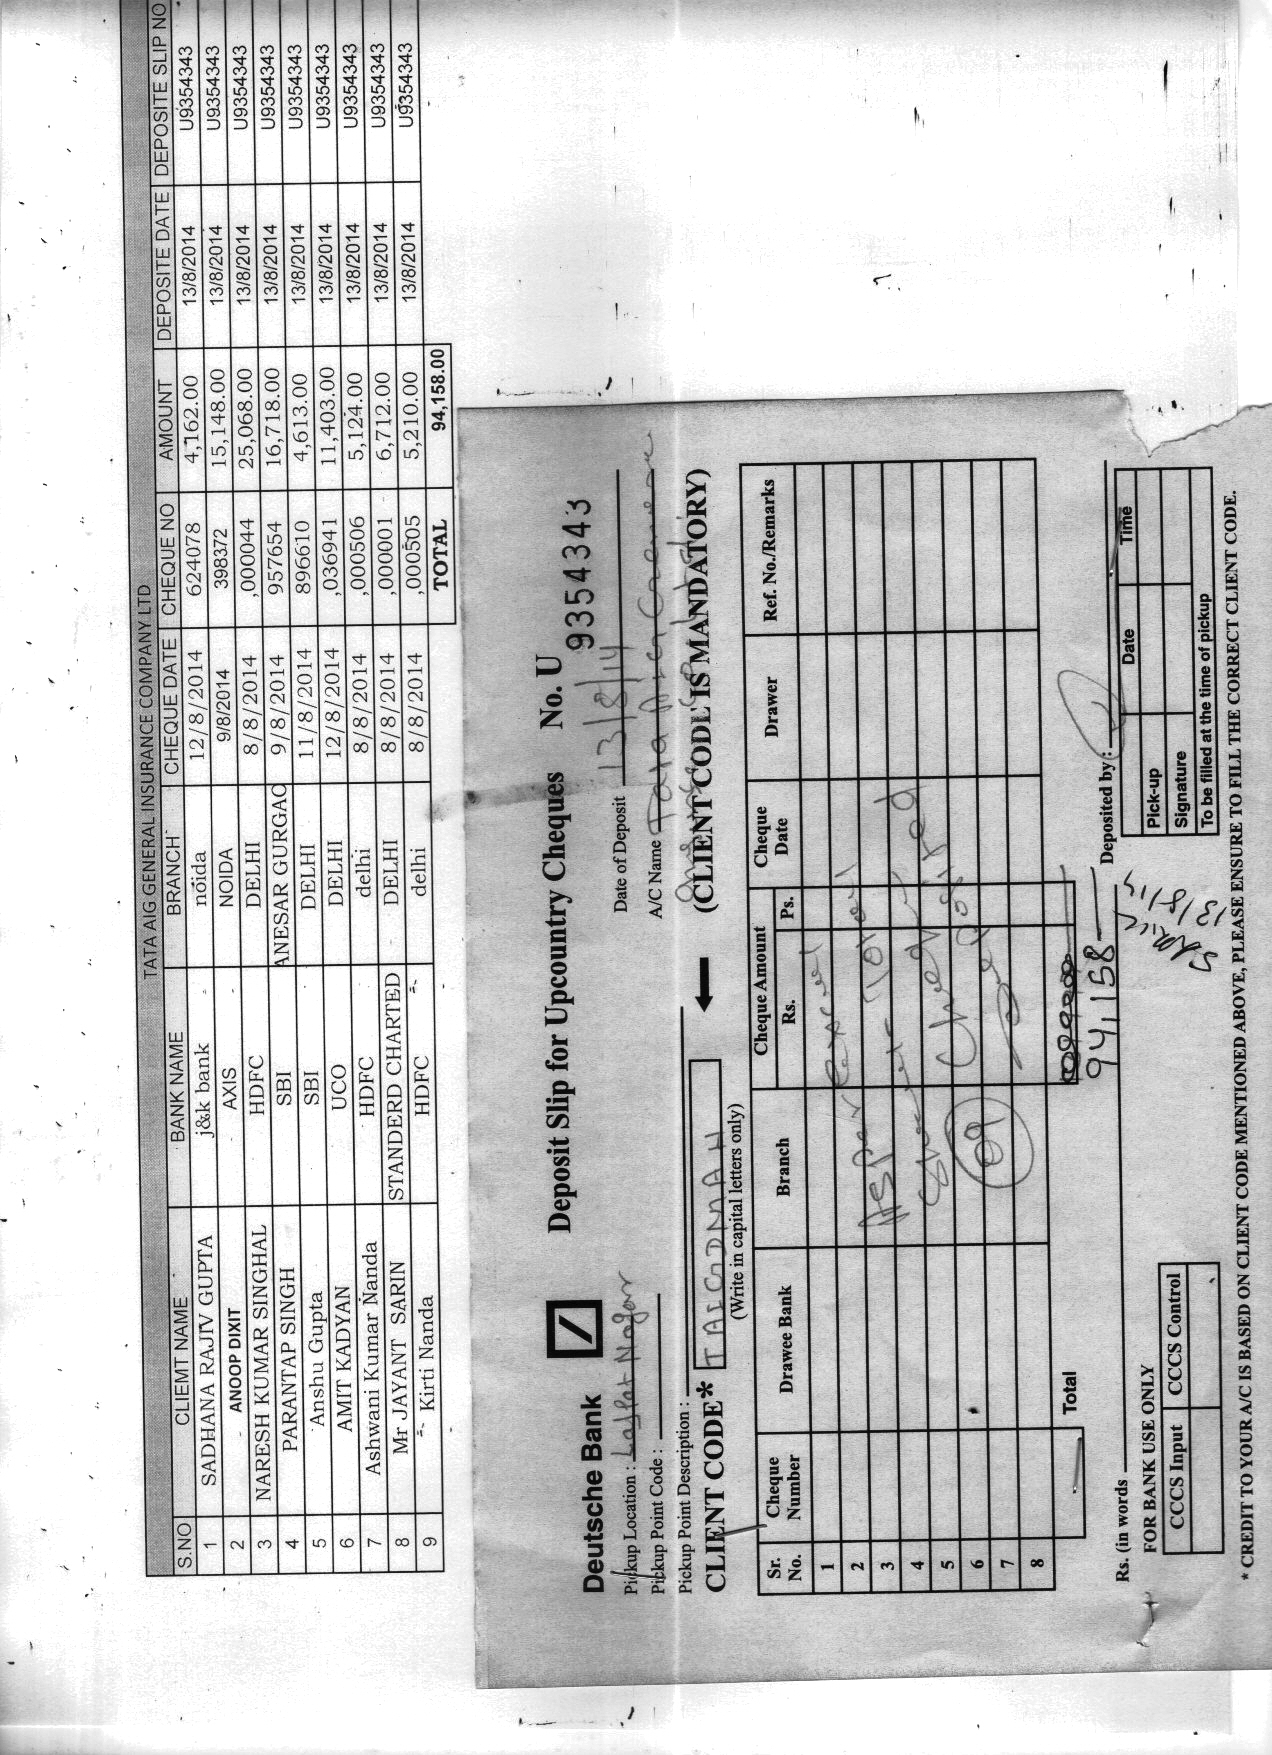 TATA AIG GENERAL INSURANCE COMPANY LTD
S.NO CLIEMT NAME BANK NAME BRANCH CHEQUE DATE CHEQUE NO AMOUNT DEPOSITE DATE DEPOSITE SLIP NO
1 SADHANA RAJIV GUPTA j&k bank noida 12/8/2014 624078 4,162.00 13/8/2014 U9354343
2 ANOOP DIXIT AXIS NOIDA 9/8/2014 398372 15,148.00 13/8/2014 U9354343
3 NARESH KUMAR SINGHAL HDFC DELHI 8/8/2014 ,000044 25,068.00 13/8/2014 U9354343
4 PARANTAP SINGH SBI ANESAR GURGAO 9/8/2014 957654 16,718.00 13/8/2014 U9354343
5 Anshu Gupta SBI DELHI 11/8/2014 896610 4,613.00 13/8/2014 U9354343
6 AMIT KADYAN UCO DELHI 12/8/2014 ,036941 11,403.00 13/8/2014 U9354343
7 Ashwani Kumar Nanda HDFC delhi 8/8/2014 ,000506 5,124.00 13/8/2014 U9354343
8 Mr JAYANT SARIN STANDERD CHARTED DELHI 8/8/2014 ,000001 6,712.00 13/8/2014 U9354343
9 Kirti Nanda HDFC delhi 8/8/2014 ,000505 5,210.00 13/8/2014 U9354343
TOTAL 94,158.00
Deutsche Bank Deposit Slip for Upcountry Cheques No. U 9354343
Pickup Location : Lajpat Nagar Date of Deposit 13/8/14
Pickup Point Code : A/C Name Tata AIG General
Pickup Point Description :
CLIENT CODE* TAIGDMAH (CLIENT CODE IS MANDATORY)
(Write in capital letters only)
Sr. No. Cheque Number Drawee Bank Branch Cheque Amount Rs. Ps. Cheque Date Drawer Ref. No./Remarks
1
2
3
4
5
6
7
8
As per
Cheque
09
Total
94,158
Rs. (in words Deposited by :
13/8/14
FOR BANK USE ONLY
CCCS Input CCCS Control
Date Time
Pick-up
Signature
To be filled at the time of pickup
* CREDIT TO YOUR A/C IS BASED ON CLIENT CODE MENTIONED ABOVE, PLEASE ENSURE TO FILL THE CORRECT CLIENT CODE.